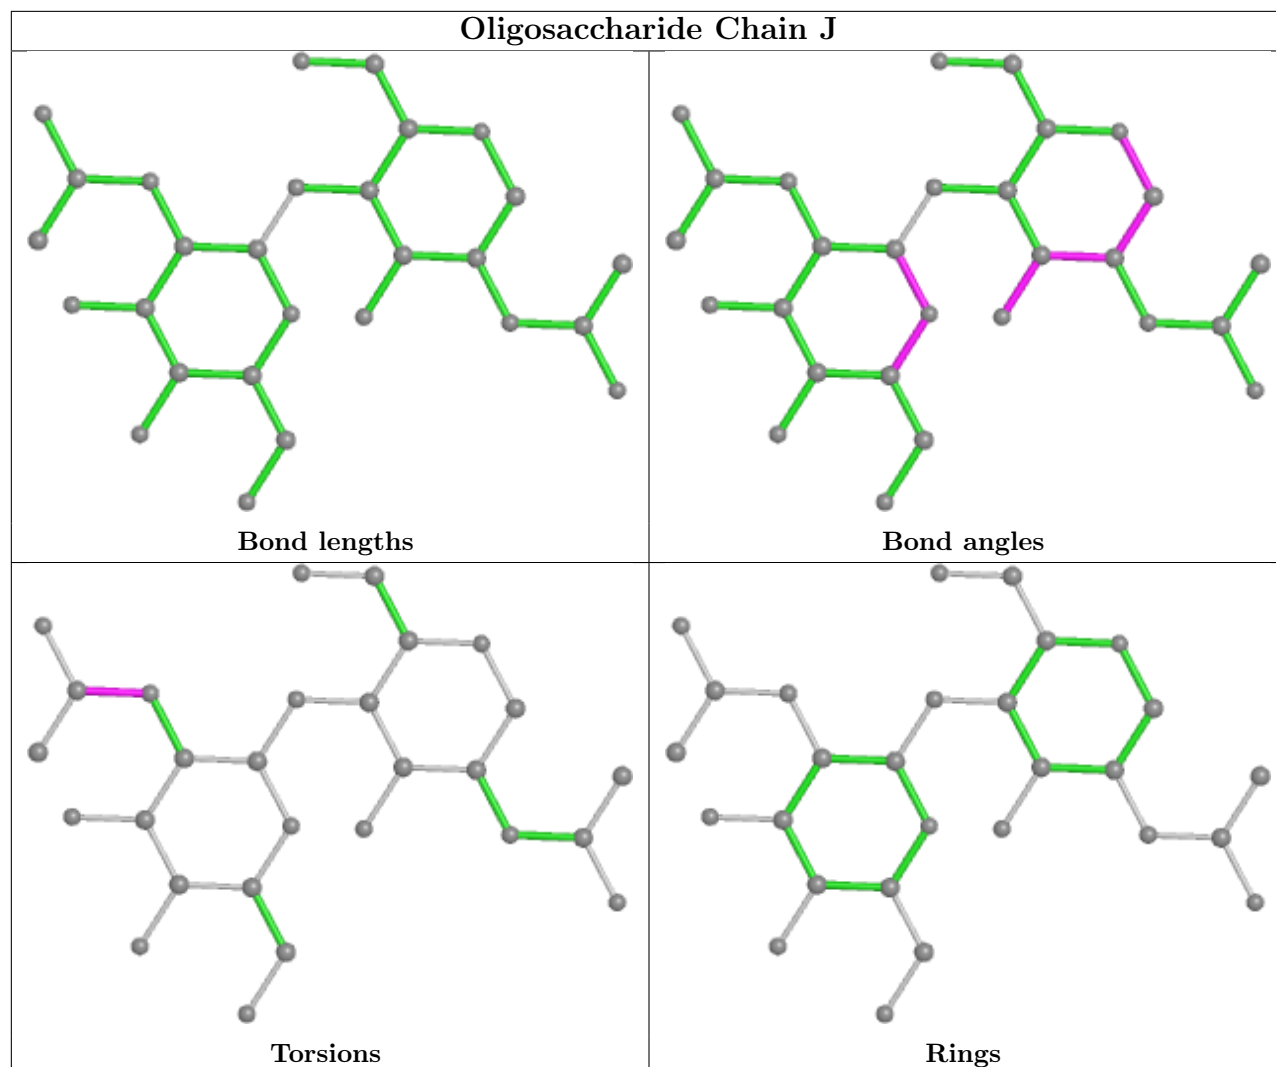 Oligosaccharide Chain J
Bond lengths
Bond angles
Torsions
Rings